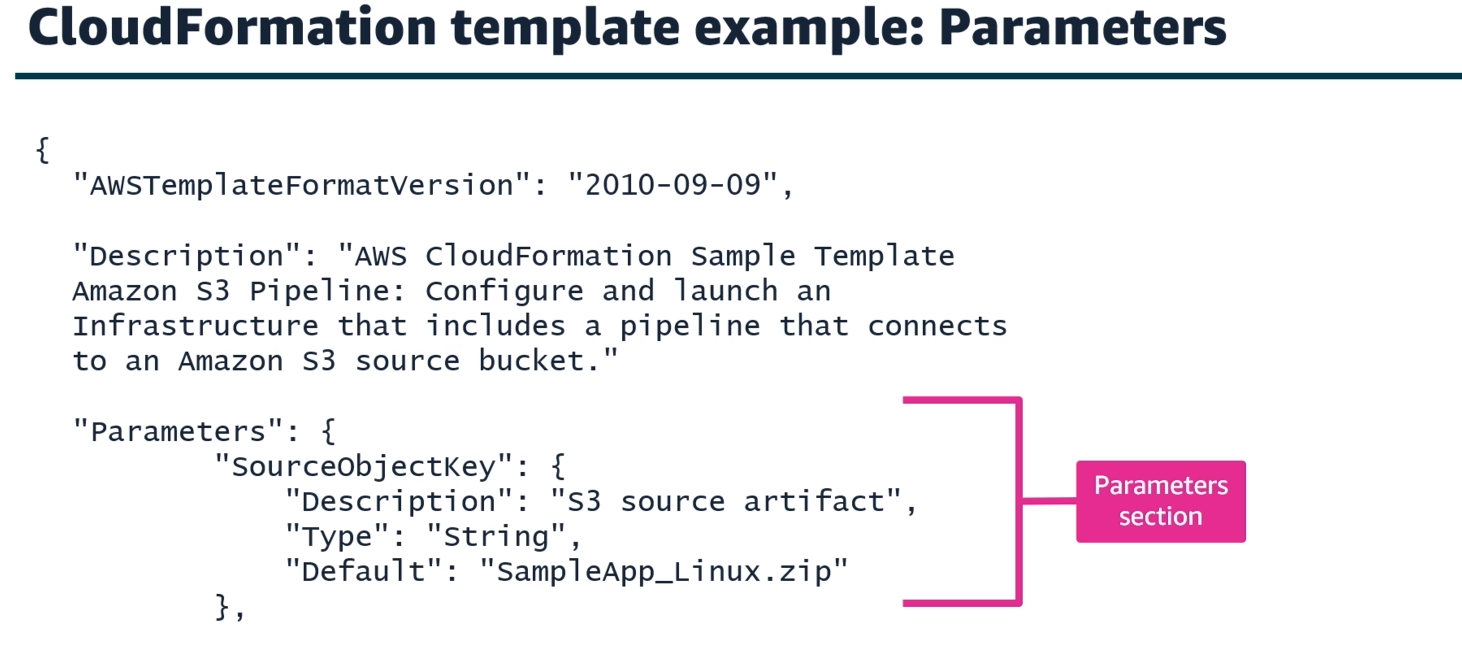 CloudFormation template example: Parameters
{
"AWSTemplateFormatVersion": "2010-09-09",
"Description": "AWS CloudFormation Sample Template
Amazon S3 Pipeline: Configure and launch an
Infrastructure that includes a pipeline that connects
to an Amazon S3 source bucket."
"Parameters": {
"SourceObjectKey": {
"Description": "S3 source artifact",
"Type": "String",
"Default": "SampleApp_Linux.zip"
},
Parameters
section